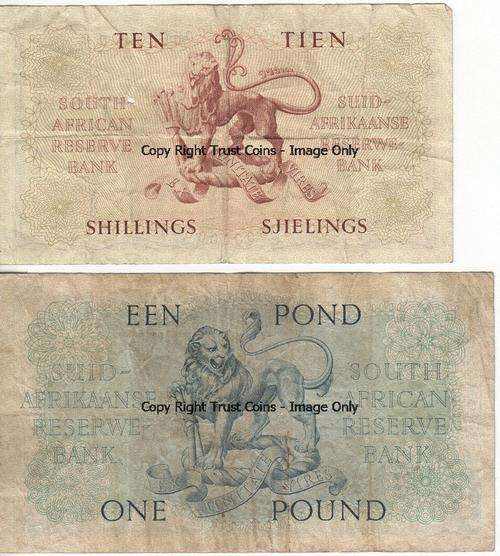 TEN TIEN
SOUTH SUID-
AFRICAN AFRIKAANSE
RESERVE
BANK BANK
Copy Right Trust Coins - Image Only
SHILLINGS SJIELINGS
EEN POND
SUID- SOUTH
AFRIKAANSE AFRICAN
Copy Right Trust Coins - Image Only
RESERWE- RESERVE
BANK BANK
ONE POUND